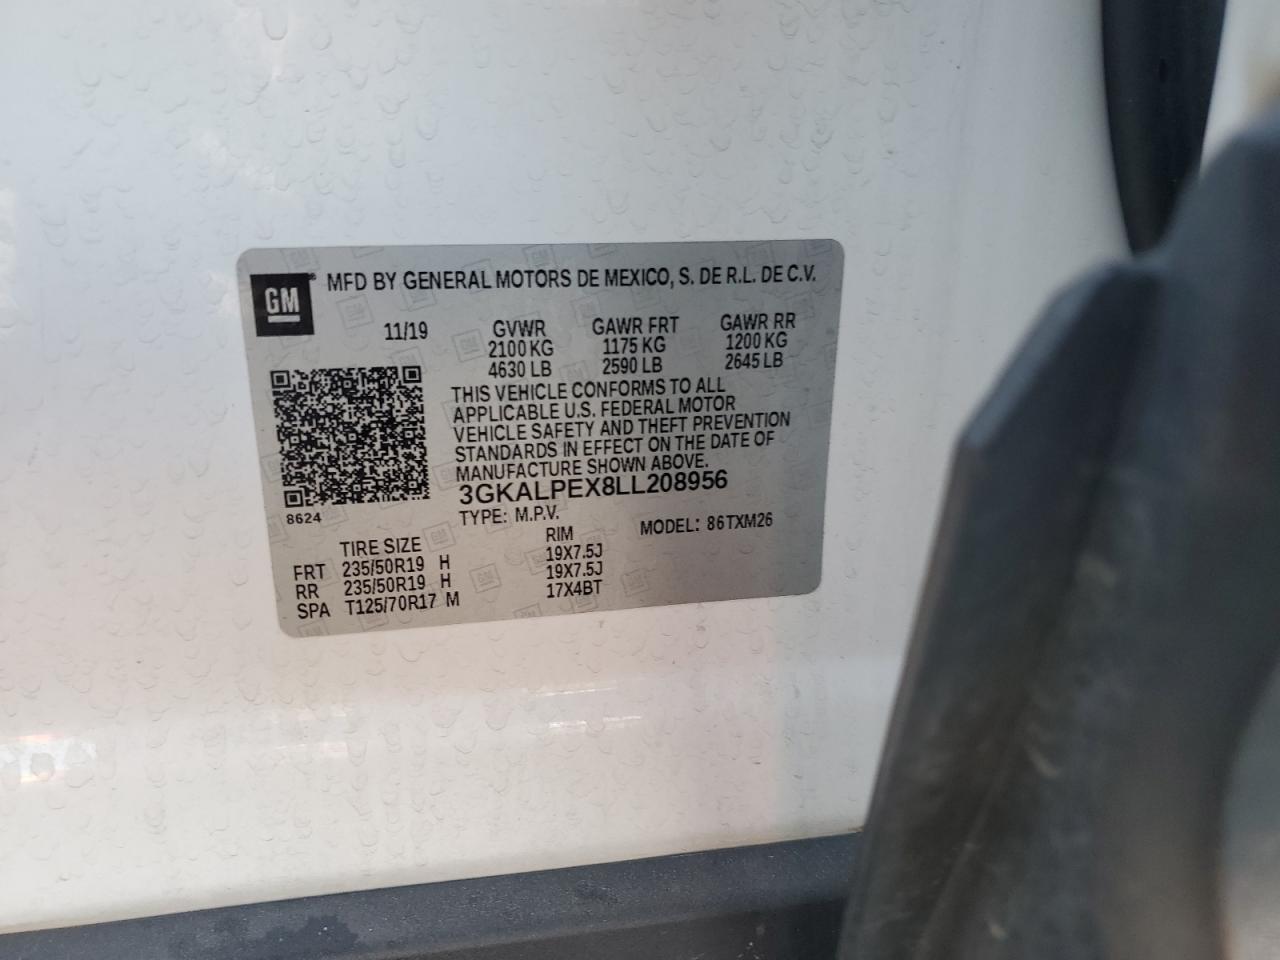 GM
MFD BY GENERAL MOTORS DE MEXICO, S. DE R.L. DE C.V.
11/19 GVWR GAWR FRT GAWR RR
2100 KG 1175 KG 1200 KG
4630 LB 2590 LB 2645 LB
THIS VEHICLE CONFORMS TO ALL
APPLICABLE U.S. FEDERAL MOTOR
VEHICLE SAFETY AND THEFT PREVENTION
STANDARDS IN EFFECT ON THE DATE OF
MANUFACTURE SHOWN ABOVE.
3GKALPEX8LL208956
8624
TYPE: M.P.V. MODEL: 86TXM26
TIRE SIZE RIM
FRT 235/50R19 H 19X7.5J
RR 235/50R19 H 19X7.5J
SPA T125/70R17 M 17X4BT